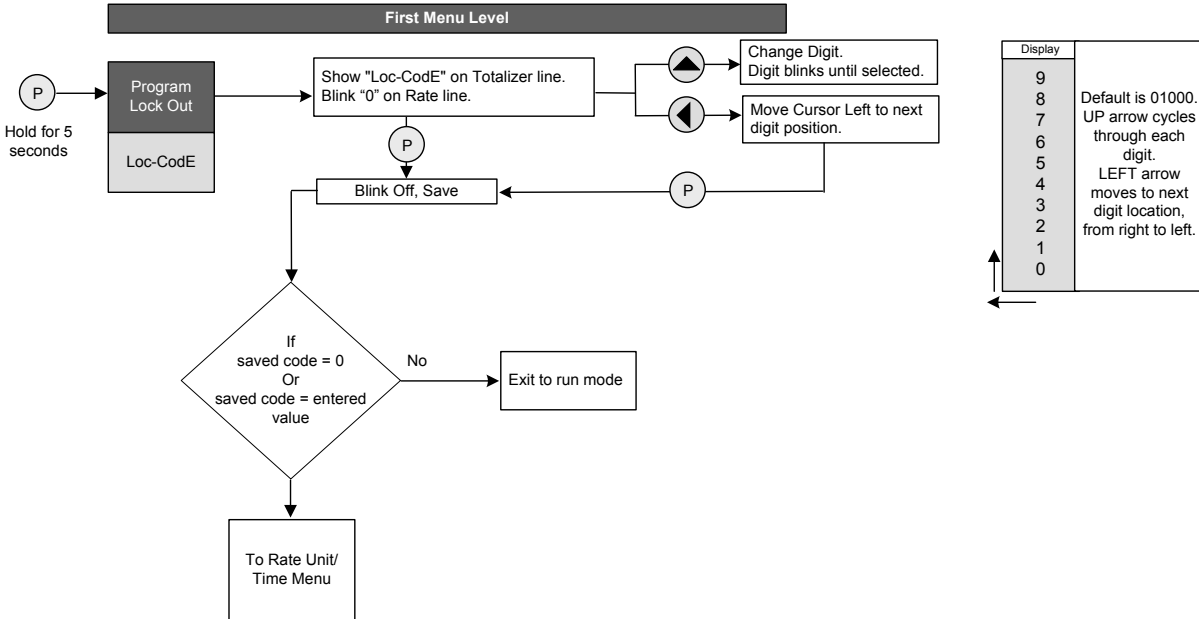 First Menu Level
P
Hold for 5
seconds
Program
Lock Out
Loc-CodE
Show "Loc-CodE" on Totalizer line.
Blink “0” on Rate line.
Change Digit.
Digit blinks until selected.
Move Cursor Left to next
digit position.
P
P
Blink Off, Save
If
saved code = 0
Or
saved code = entered
value
No
Exit to run mode
To Rate Unit/
Time Menu
Display
9
8
7
6
5
4
3
2
1
0
Default is 01000.
UP arrow cycles
through each
digit.
LEFT arrow
moves to next
digit location,
from right to left.